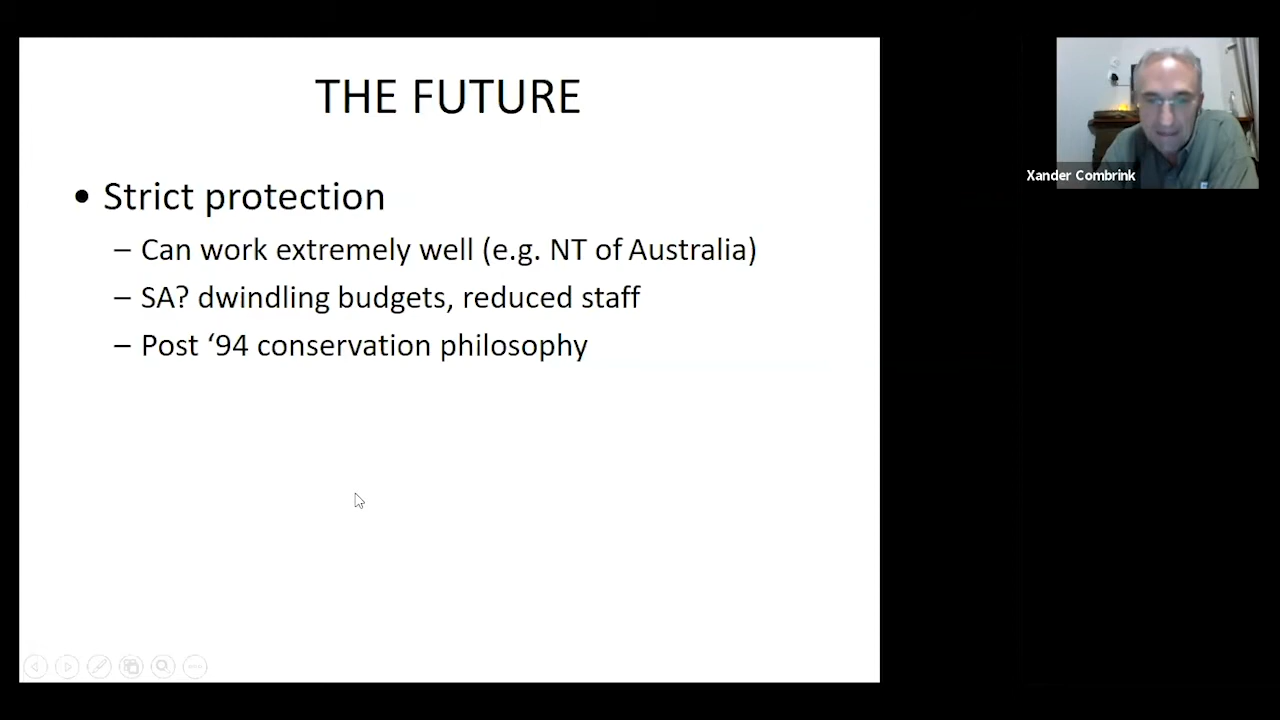 THE FUTURE
• Strict protection
– Can work extremely well (e.g. NT of Australia)
– SA? dwindling budgets, reduced staff
– Post ‘94 conservation philosophy
Xander Combrink